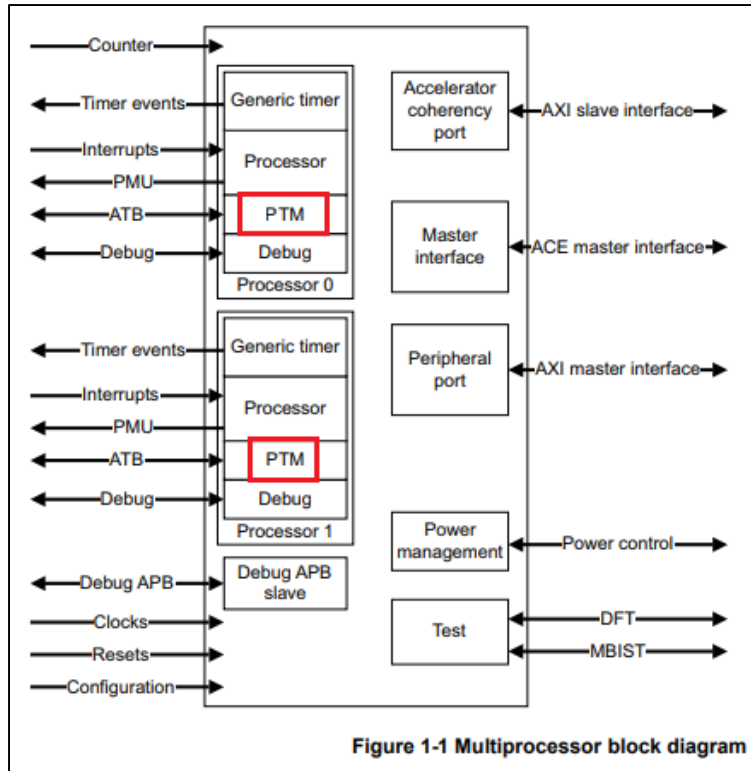 Counter
Timer events
Interrupts
PMU
ATB
Debug
Generic timer
Processor
PTM
Debug
Processor 0
Timer events
Interrupts
PMU
ATB
Debug
Generic timer
Processor
PTM
Debug
Processor 1
Debug APB
Debug APB
slave
Clocks
Resets
Configuration
Accelerator
coherency
port
AXI slave interface
Master
interface
ACE master interface
Peripheral
port
AXI master interface
Power
management
Power control
Test
DFT
MBIST
Figure 1-1 Multiprocessor block diagram